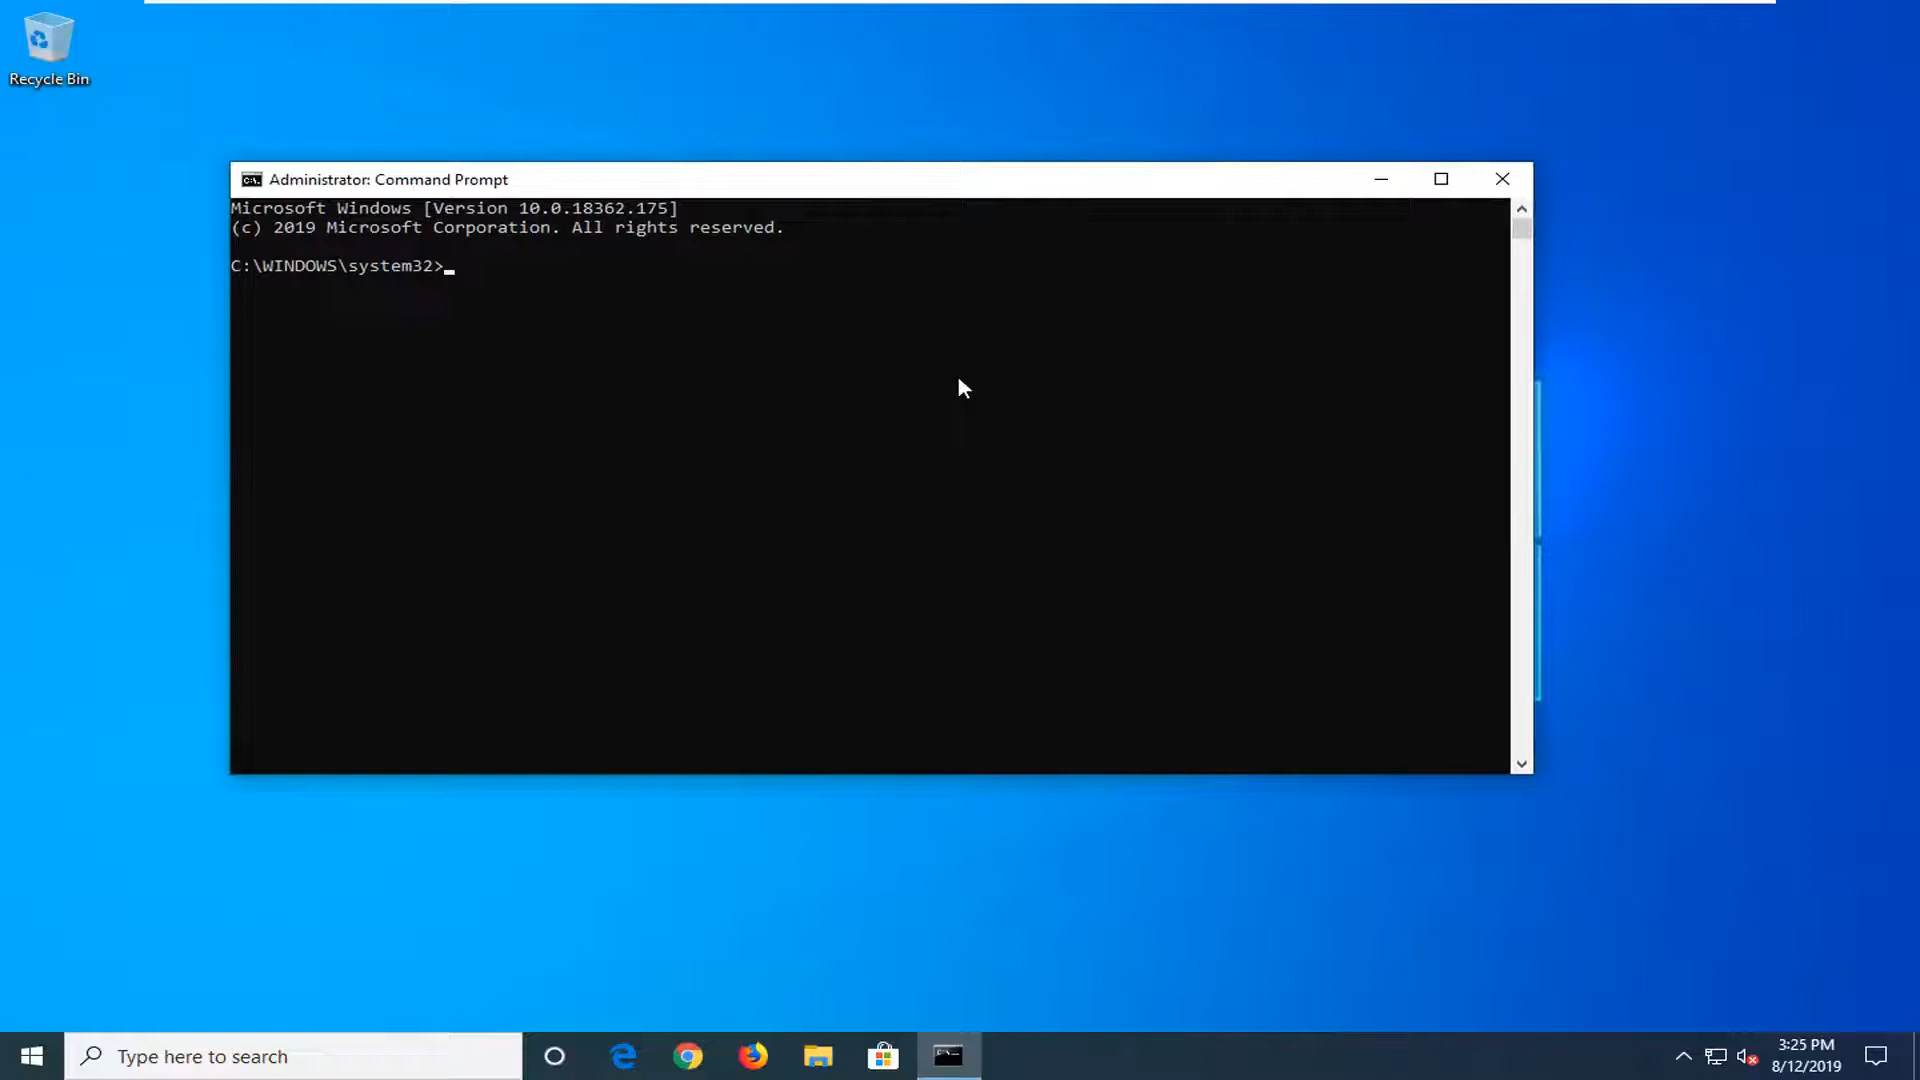 Recycle Bin
Administrator: Command Prompt
Microsoft Windows [Version 10.0.18362.175]
(c) 2019 Microsoft Corporation. All rights reserved.
C:\WINDOWS\system32>
Type here to search
3:25 PM
8/12/2019